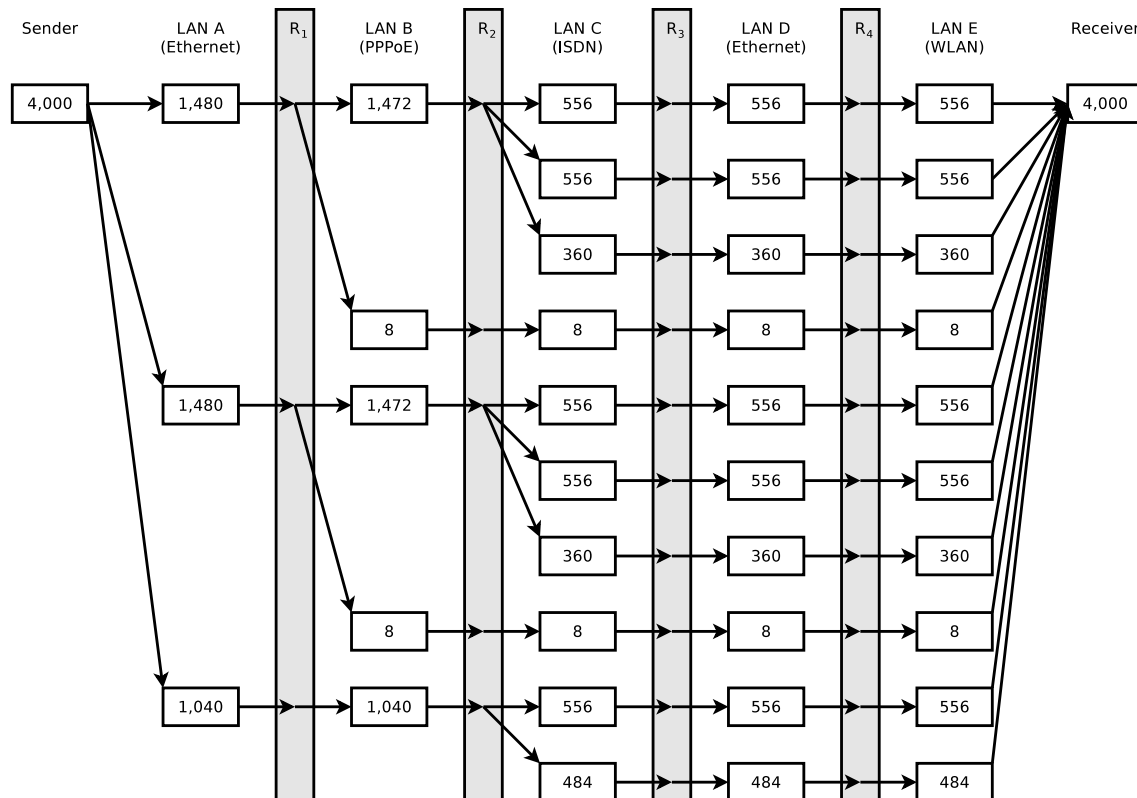 Sender LAN A R1 LAN B R2 LAN C R3 LAN D R4 LAN E Receiver
(Ethernet) (PPPoE) (ISDN) (Ethernet) (WLAN)
4,000 1,480 1,472 556 556 556 4,000
556 556 556
360 360 360
8 8 8 8
1,480 1,472 556 556 556
556 556 556
360 360 360
8 8 8 8
1,040 1,040 556 556 556
484 484 484